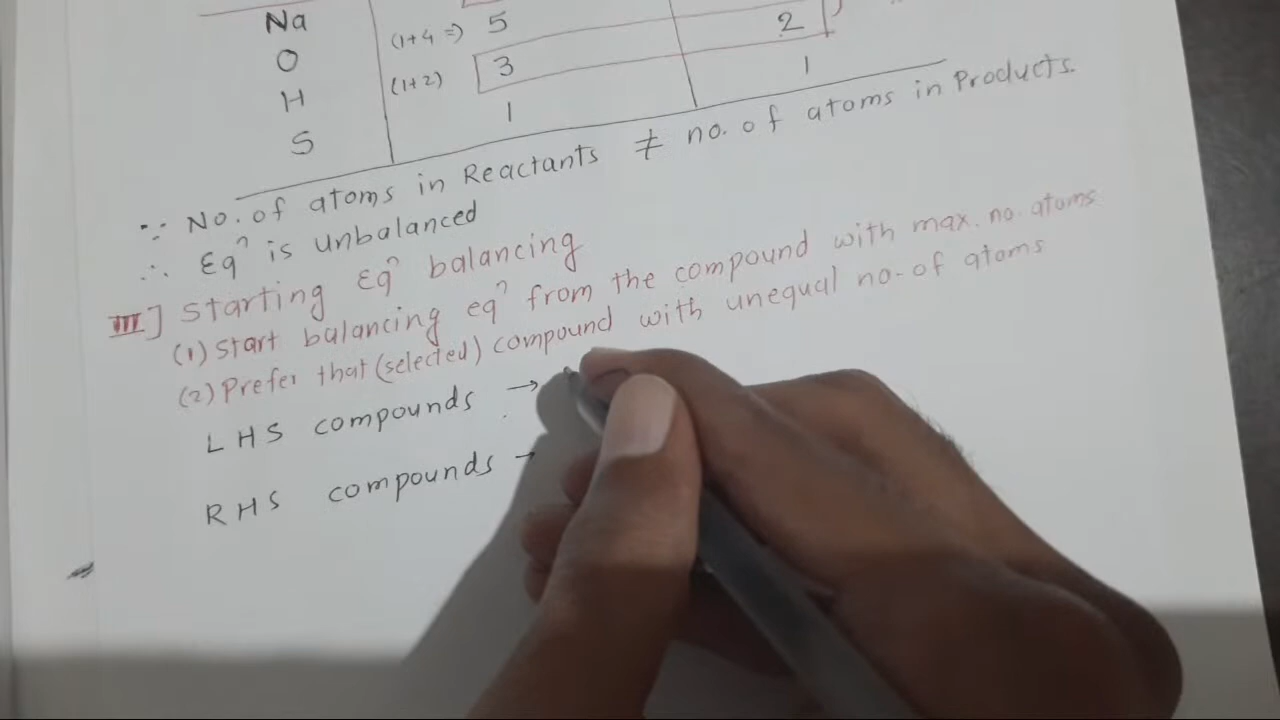 Na
O (1+4 ⇒) 5 2
H (1+2) 3 1
S 1
∵ No. of atoms in Reactants ≠ no. of atoms in Products.
∴ Eqⁿ is unbalanced
III] Starting Eqⁿ balancing
(1) Start balancing eqⁿ from the compound with max. no. atoms
(2) Prefer that (selected) compound with unequal no. of atoms
LHS compounds →
RHS compounds →